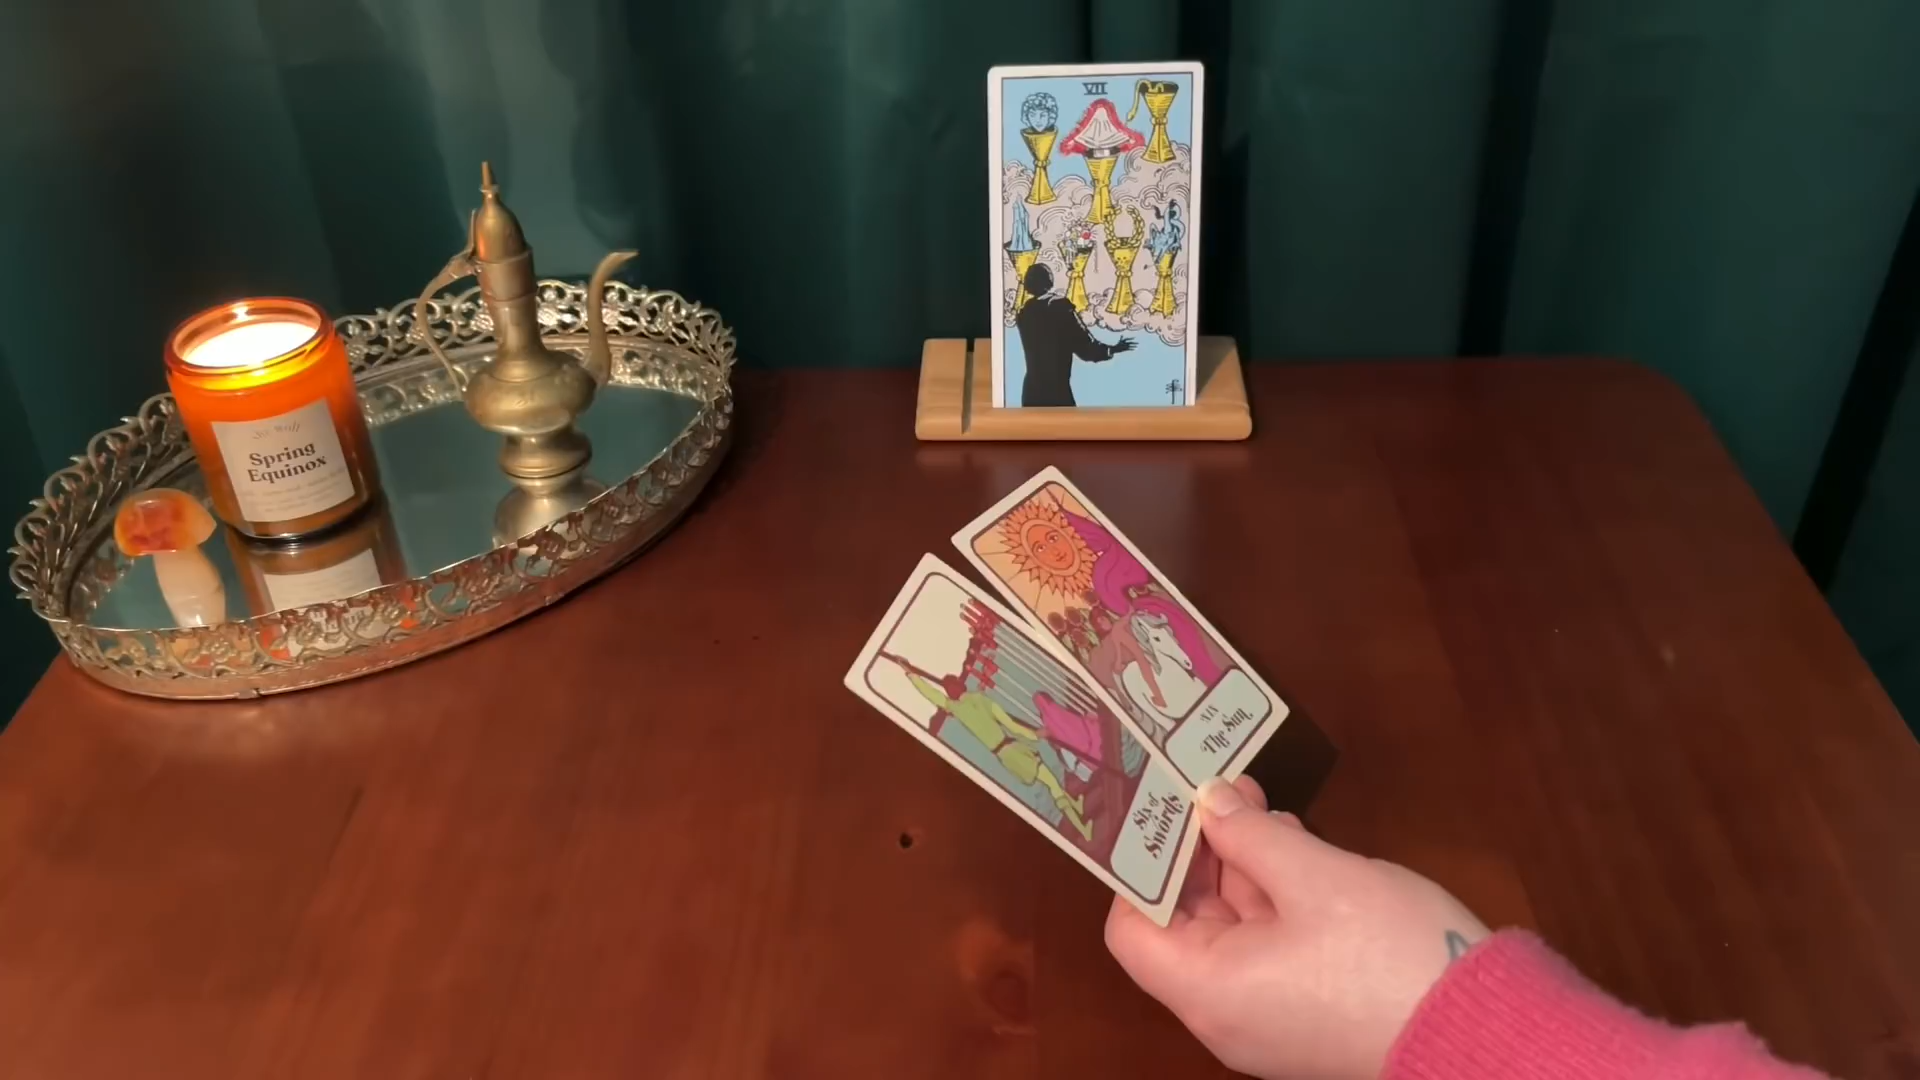 VII
Spring
Equinox
XIX
The Sun
Six of
Swords